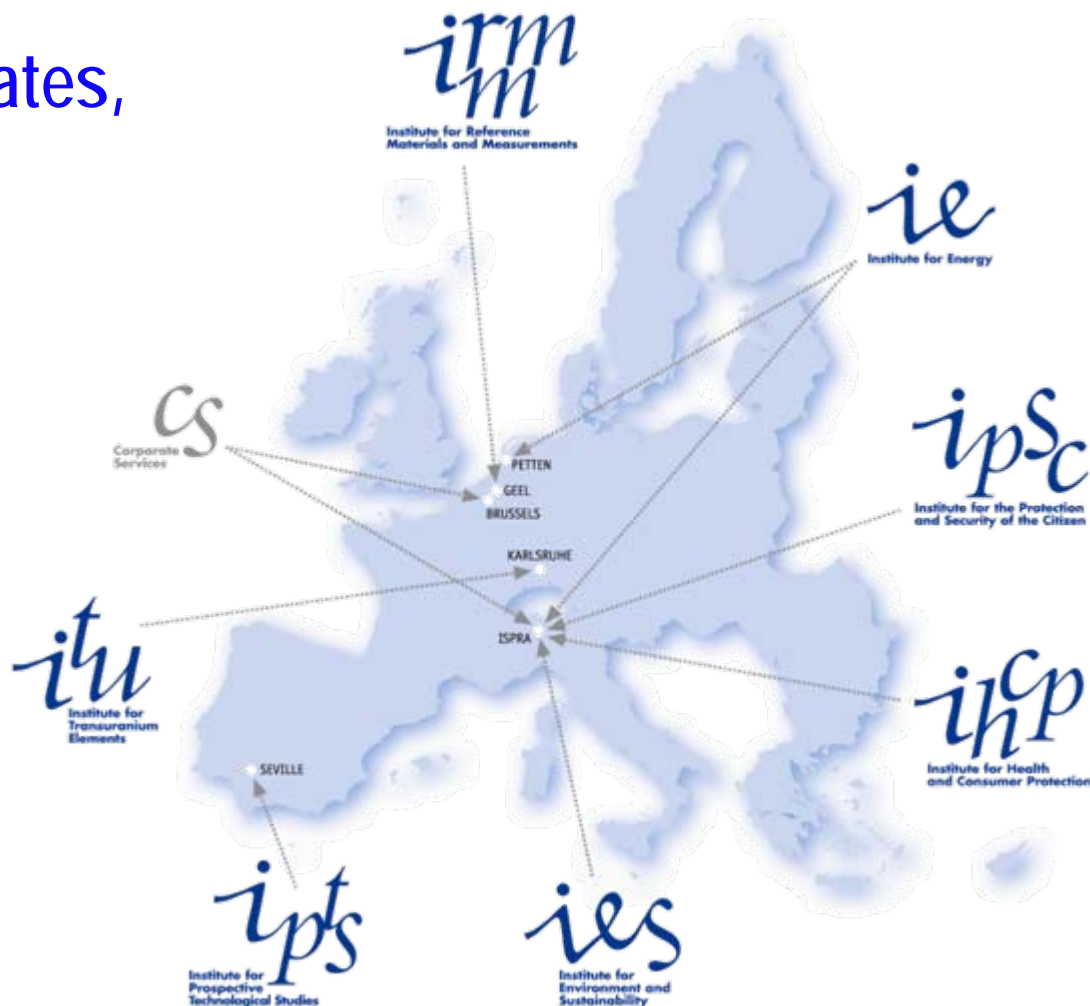 ates,
irmm
Institute for Reference
Materials and Measurements
ie
Institute for Energy
cs
Corporate
Services
ipsc
Institute for the Protection
and Security of the Citizen
PETTEN
GEEL
BRUSSELS
KARLSRUHE
ISPRA
itu
Institute for
Transuranium
Elements
ihcp
Institute for Health
and Consumer Protection
SEVILLE
ipts
Institute for
Prospective
Technological Studies
ies
Institute for
Environment and
Sustainability